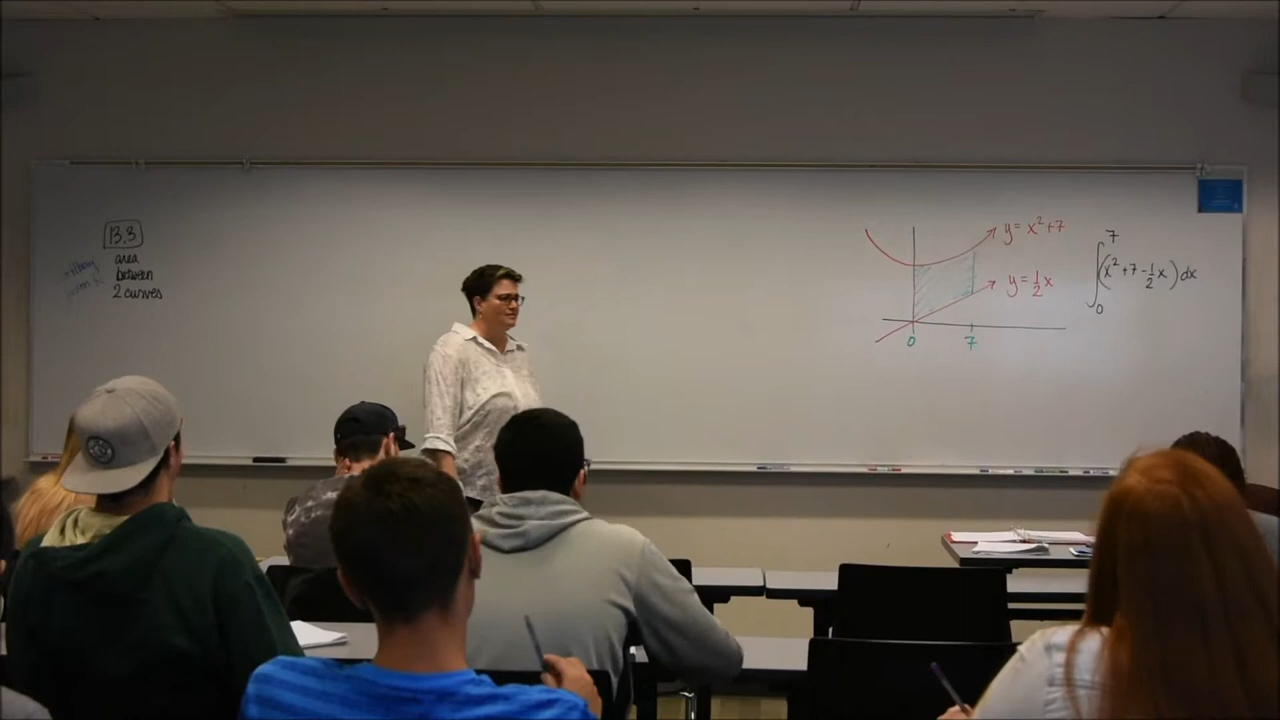 13.3
area
between
2 curves
y = x²+7
y = ½x
0
7
∫₀⁷ (x²+7-½x) dx